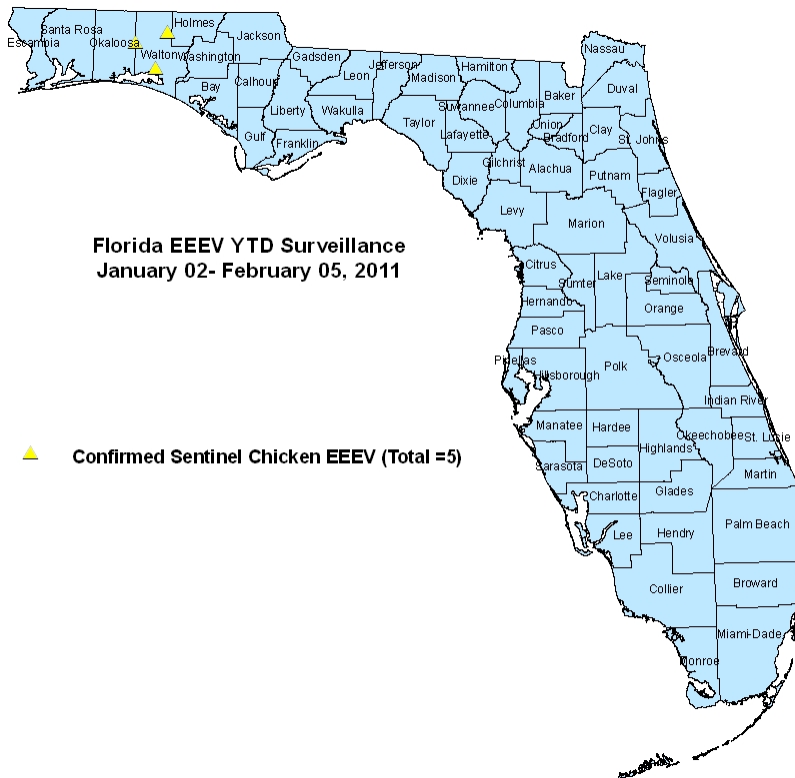 Holmes
Santa Rosa
Jackson
Escambia
Okaloosa
Walton
Washington
Gadsden
Jefferson
Hamilton
Nassau
Leon
Madison
Calhoun
Bay
Baker
Duval
Suwannee
Columbia
Liberty
Wakulla
Taylor
Union
Clay
Lafayette
Bradford
St. Johns
Gulf
Franklin
Gilchrist
Alachua
Putnam
Dixie
Flagler
Levy
Marion
Volusia
Florida EEEV YTD Surveillance
January 02- February 05, 2011
Citrus
Lake
Sumter
Seminole
Hernando
Orange
Pasco
Brevard
Osceola
Pinellas
Polk
Hillsborough
Indian River
Manatee
Hardee
Okeechobee
St. Lucie
Highlands
Confirmed Sentinel Chicken EEEV (Total =5)
DeSoto
Sarasota
Martin
Charlotte
Glades
Palm Beach
Lee
Hendry
Broward
Collier
Miami-Dade
Monroe